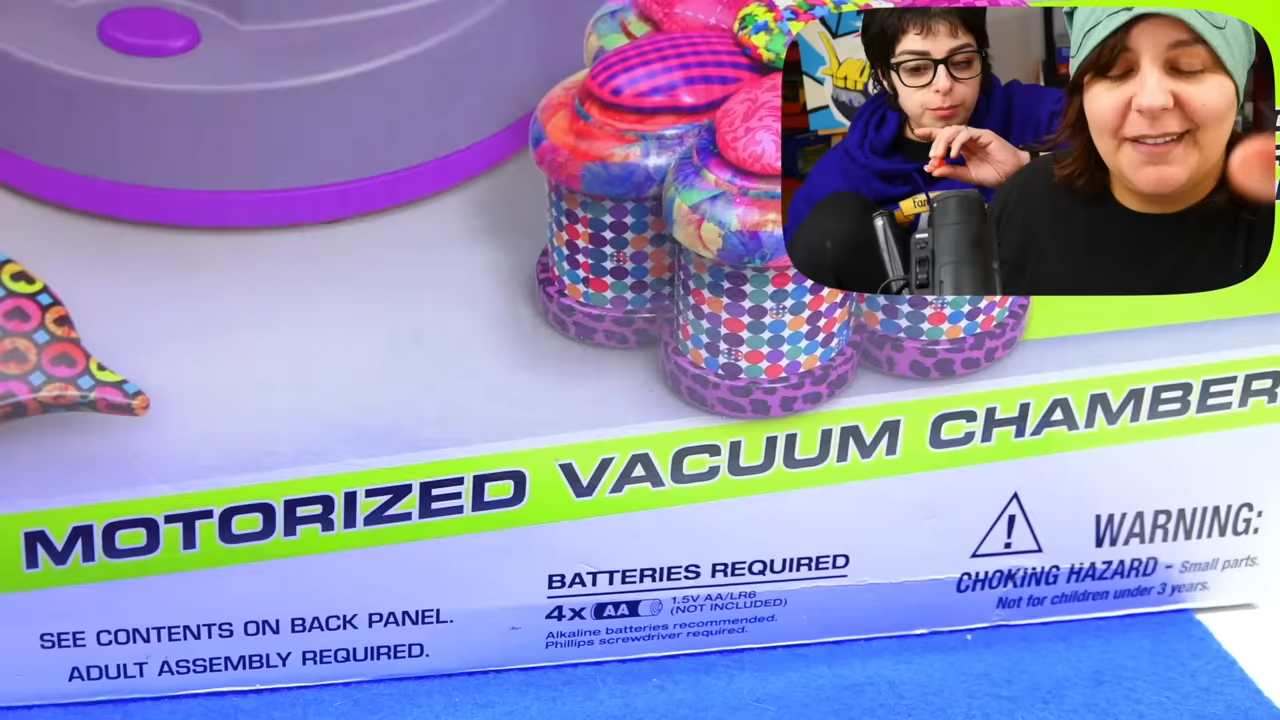 MOTORIZED VACUUM CHAMBER
SEE CONTENTS ON BACK PANEL.
ADULT ASSEMBLY REQUIRED.
BATTERIES REQUIRED
4x AA 1.5V AA/LR6
(NOT INCLUDED)
Alkaline batteries recommended.
Phillips screwdriver required.
! WARNING:
CHOKING HAZARD - Small parts.
Not for children under 3 years.